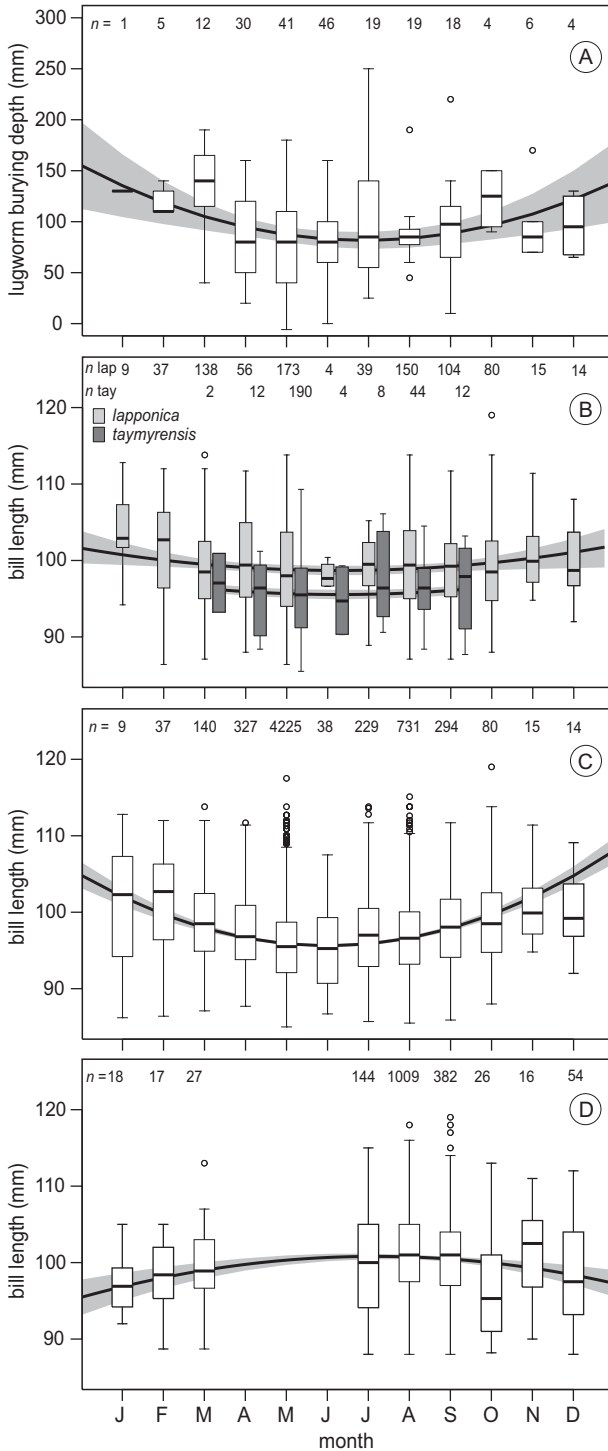 n = 1 5 12 30 41 46 19 19 18 4 6 4
A
300
250
200
150
100
50
0
lugworm burying depth (mm)
n lap 9 37 138 56 173 4 39 150 104 80 15 14
n tay 2 12 190 4 8 44 12
B
lapponica
taymyrensis
120
110
100
90
bill length (mm)
n = 9 37 140 327 4225 38 229 731 294 80 15 14
C
120
110
100
90
bill length (mm)
n = 18 17 27 144 1009 382 26 16 54
D
120
110
100
90
bill length (mm)
J F M A M J J A S O N D
month